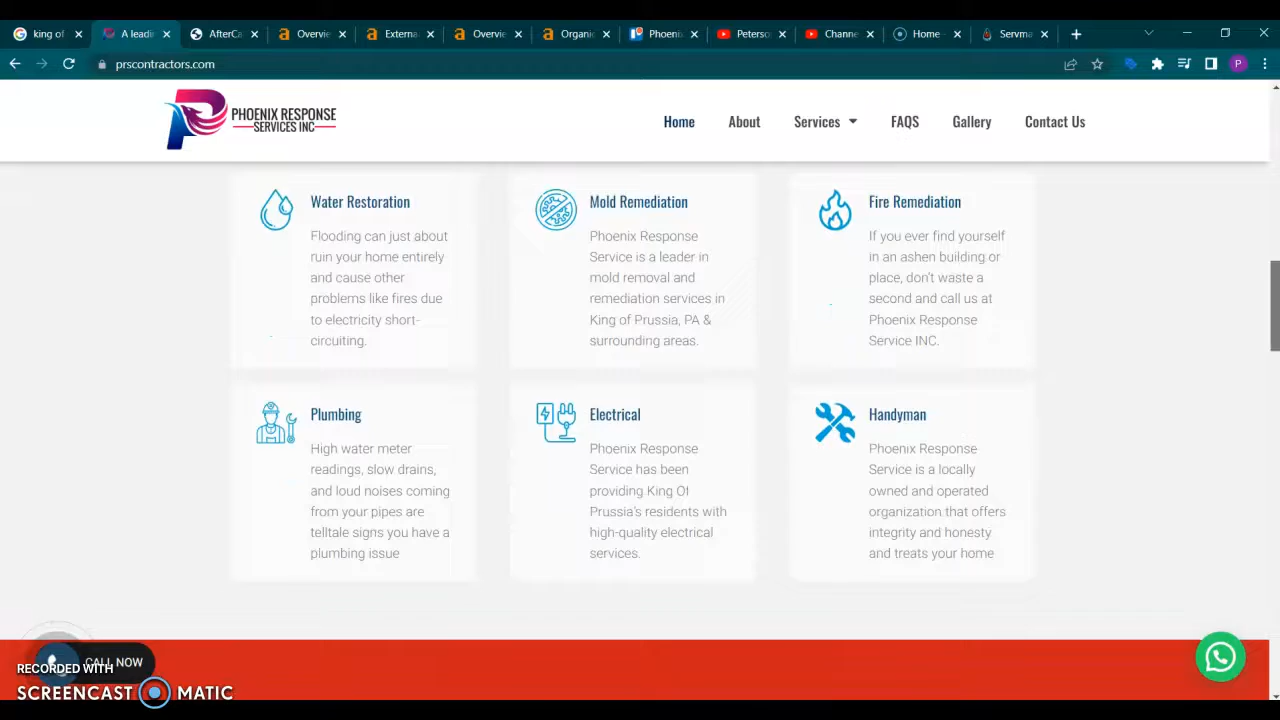 king of
A leadi
AfterCa
Overvie
Externa
Overvie
Organic
Phoenix
Peterso
Channe
Home -
Servma
prscontractors.com
P
PHOENIX RESPONSE
SERVICES INC
Home
About
Services
FAQS
Gallery
Contact Us
Water Restoration
Flooding can just about
ruin your home entirely
and cause other
problems like fires due
to electricity short-
circuiting.
Mold Remediation
Phoenix Response
Service is a leader in
mold removal and
remediation services in
King of Prussia, PA &
surrounding areas.
Fire Remediation
If you ever find yourself
in an ashen building or
place, don't waste a
second and call us at
Phoenix Response
Service INC.
Plumbing
High water meter
readings, slow drains,
and loud noises coming
from your pipes are
telltale signs you have a
plumbing issue
Electrical
Phoenix Response
Service has been
providing King Of
Prussia's residents with
high-quality electrical
services.
Handyman
Phoenix Response
Service is a locally
owned and operated
organization that offers
integrity and honesty
and treats your home
CALL NOW
RECORDED WITH
SCREENCAST MATIC